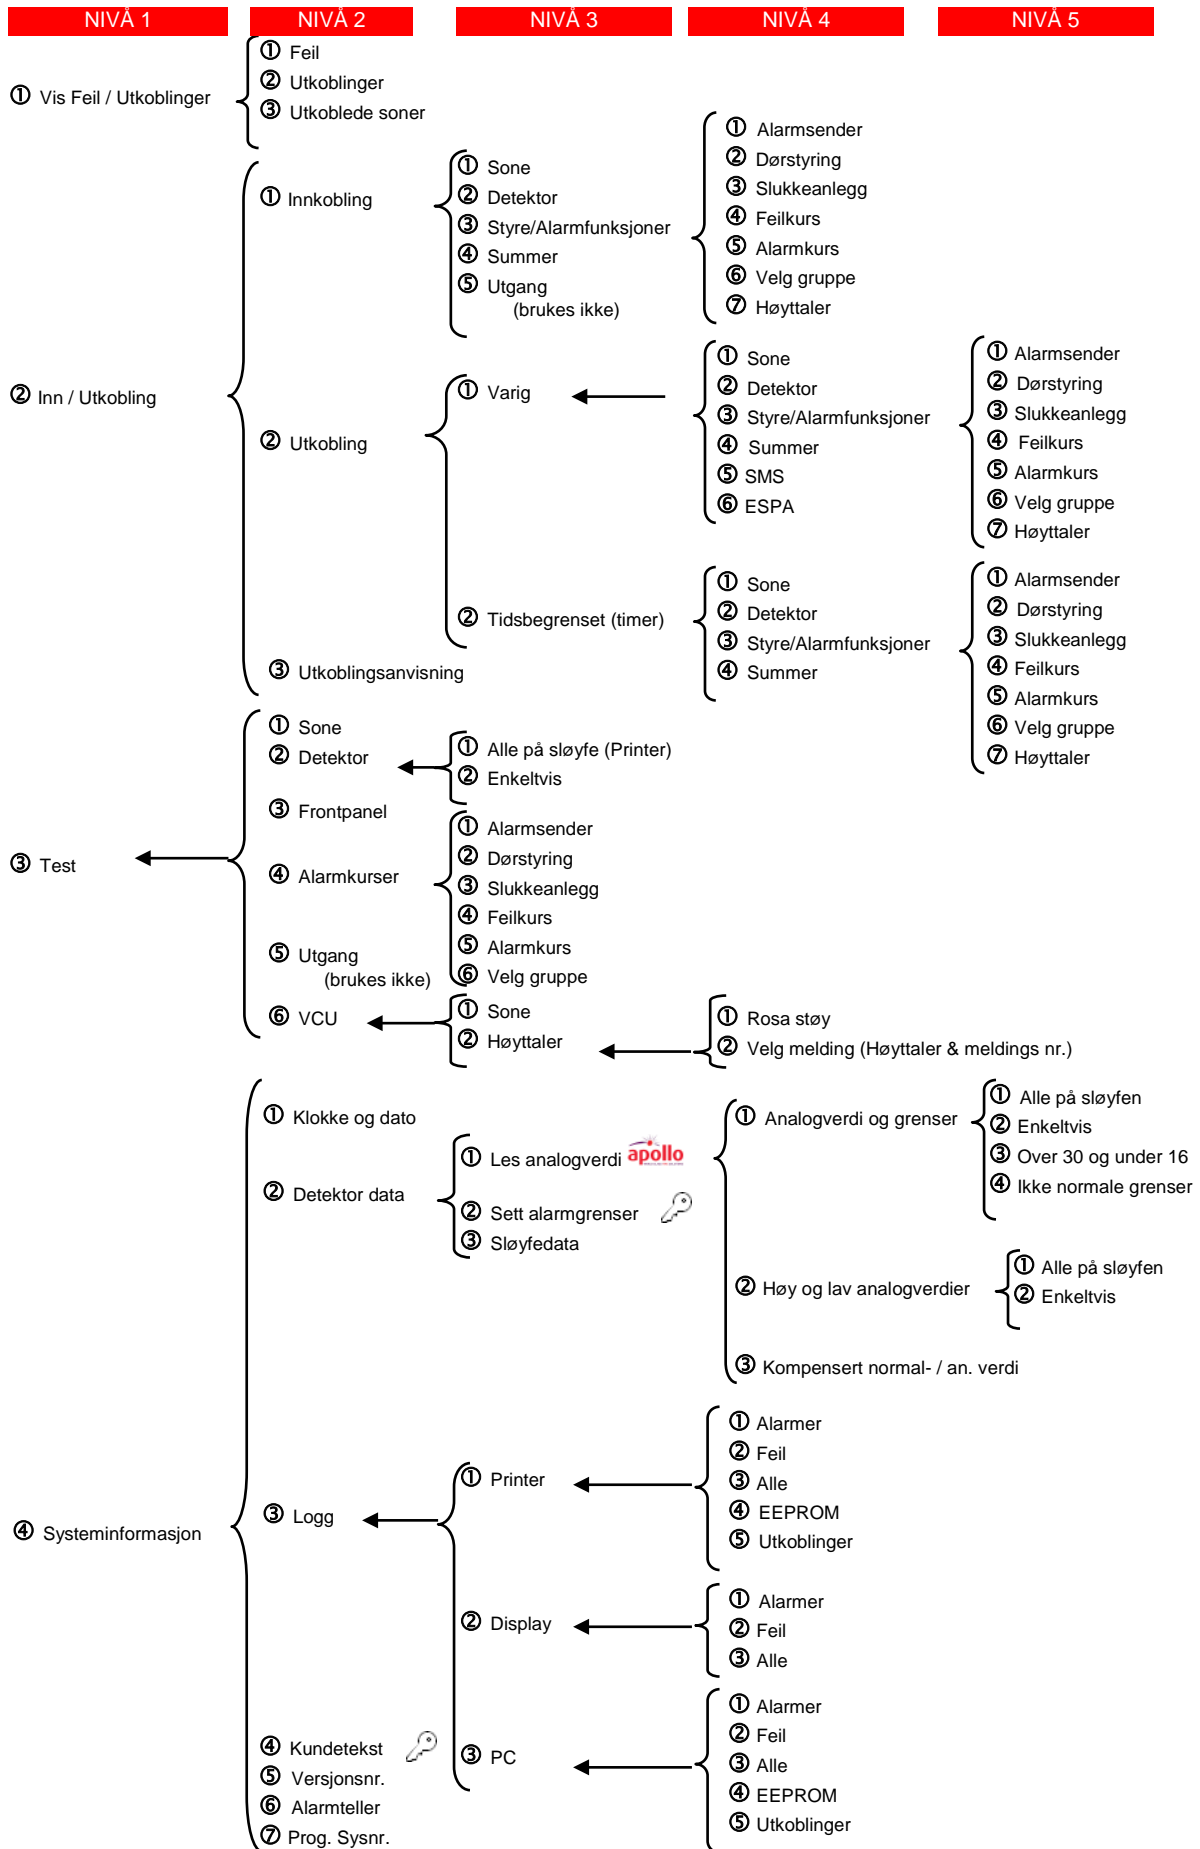 NIVÅ 1
NIVÅ 2
NIVÅ 3
NIVÅ 4
NIVÅ 5
① Vis Feil / Utkoblinger
① Feil
② Utkoblinger
③ Utkoblede soner
② Inn / Utkobling
① Innkobling
① Sone
② Detektor
③ Styre/Alarmfunksjoner
④ Summer
⑤ Utgang
(brukes ikke)
① Alarmsender
② Dørstyring
③ Slukkeanlegg
④ Feilkurs
⑤ Alarmkurs
⑥ Velg gruppe
⑦ Høyttaler
② Utkobling
① Varig
① Sone
② Detektor
③ Styre/Alarmfunksjoner
④ Summer
⑤ SMS
⑥ ESPA
① Alarmsender
② Dørstyring
③ Slukkeanlegg
④ Feilkurs
⑤ Alarmkurs
⑥ Velg gruppe
⑦ Høyttaler
② Tidsbegrenset (timer)
① Sone
② Detektor
③ Styre/Alarmfunksjoner
④ Summer
① Alarmsender
② Dørstyring
③ Slukkeanlegg
④ Feilkurs
⑤ Alarmkurs
⑥ Velg gruppe
⑦ Høyttaler
③ Utkoblingsanvisning
③ Test
① Sone
② Detektor
① Alle på sløyfe (Printer)
② Enkeltvis
③ Frontpanel
④ Alarmkurser
① Alarmsender
② Dørstyring
③ Slukkeanlegg
④ Feilkurs
⑤ Alarmkurs
⑥ Velg gruppe
⑤ Utgang
(brukes ikke)
⑥ VCU
① Sone
② Høyttaler
① Rosa støy
② Velg melding (Høyttaler & meldings nr.)
④ Systeminformasjon
① Klokke og dato
② Detektor data
① Les analogverdi
apollo
② Sett alarmgrenser
③ Sløyfedata
① Analogverdi og grenser
① Alle på sløyfen
② Enkeltvis
③ Over 30 og under 16
④ Ikke normale grenser
② Høy og lav analogverdier
① Alle på sløyfen
② Enkeltvis
③ Kompensert normal- / an. verdi
③ Logg
① Printer
① Alarmer
② Feil
③ Alle
④ EEPROM
⑤ Utkoblinger
② Display
① Alarmer
② Feil
③ Alle
③ PC
① Alarmer
② Feil
③ Alle
④ EEPROM
⑤ Utkoblinger
④ Kundetekst
⑤ Versjonsnr.
⑥ Alarmteller
⑦ Prog. Sysnr.